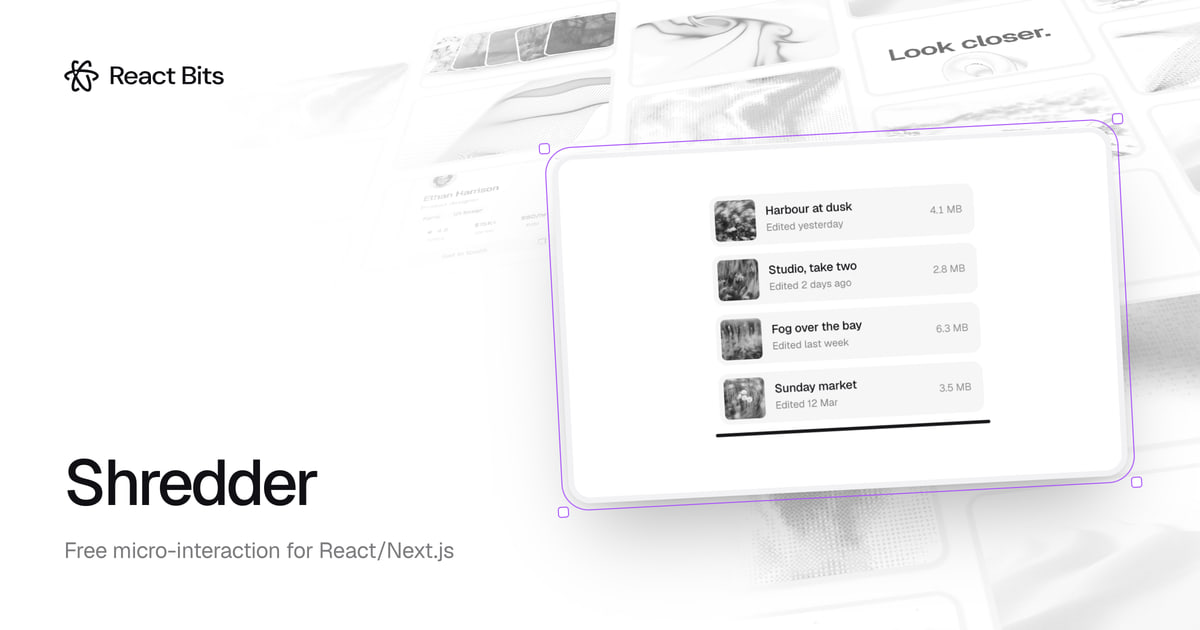 React Bits
Look closer.
Ethan Harrison
Harbour at dusk
Edited yesterday
4.1 MB
Studio, take two
Edited 2 days ago
2.8 MB
Fog over the bay
Edited last week
6.3 MB
Sunday market
Edited 12 Mar
3.5 MB
Shredder
Free micro-interaction for React/Next.js